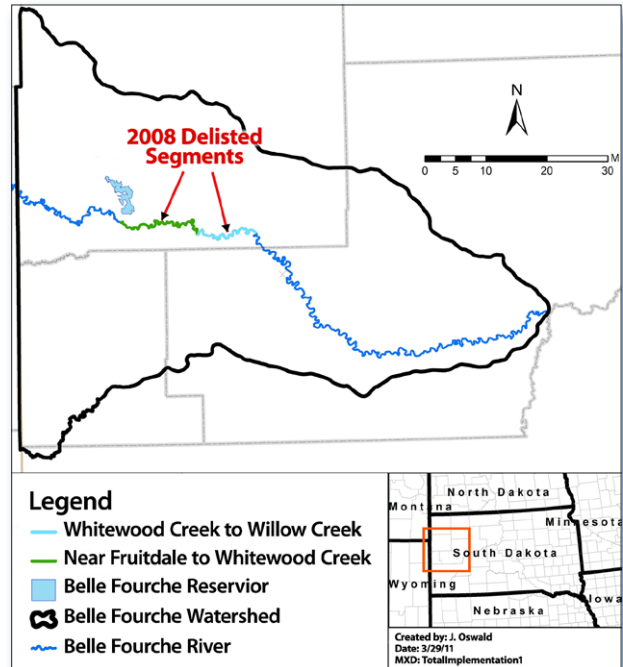 2008 Delisted
Segments
N
M
0 5 10 20 30
Legend
Whitewood Creek to Willow Creek
Near Fruitdale to Whitewood Creek
Belle Fourche Reservior
Belle Fourche Watershed
Belle Fourche River
North Dakota
Montana
Minnesota
South Dakota
Wyoming
Iowa
Nebraska
Created by: J. Oswald
Date: 3/29/11
MXD: TotalImplementation1